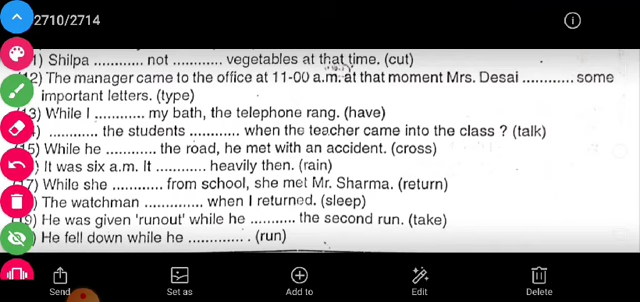 2710/2714
1) Shilpa ............ not ............ vegetables at that time. (cut)
12) The manager came to the office at 11-00 a.m. at that moment Mrs. Desai ............ some
important letters. (type)
13) While I ............ my bath, the telephone rang. (have)
) ............ the students ............ when the teacher came into the class ? (talk)
15) While he ............ the road, he met with an accident. (cross)
) It was six a.m. It ............ heavily then. (rain)
17) While she ............ from school, she met Mr. Sharma. (return)
) The watchman .............. when I returned. (sleep)
19) He was given 'runout' while he ........... the second run. (take)
) He fell down while he .............. . (run)
Send Set as Add to Edit Delete